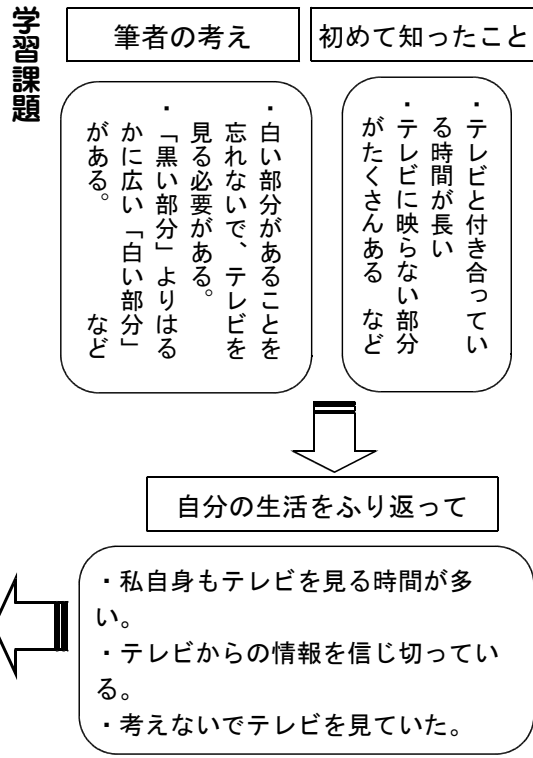 初めて知ったこと
・テレビと付き合ってい
る時間が長い
・テレビに映らない部分
がたくさんある　など
筆者の考え
・白い部分があることを
忘れないで、テレビを
見る必要がある。
・「黒い部分」よりはる
かに広い「白い部分」
がある。　　　など
学習課題
自分の生活をふり返って
・私自身もテレビを見る時間が多
い。
・テレビからの情報を信じ切ってい
る。
・考えないでテレビを見ていた。